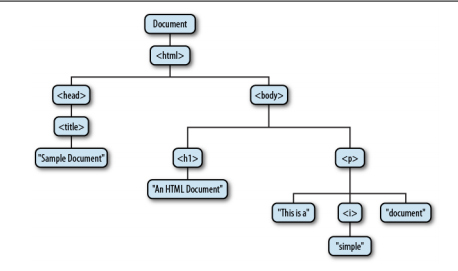 Document
<html>
<head>
<body>
<title>
"Sample Document"
<h1>
<p>
"An HTML Document"
"This is a"
<i>
"document"
"simple"